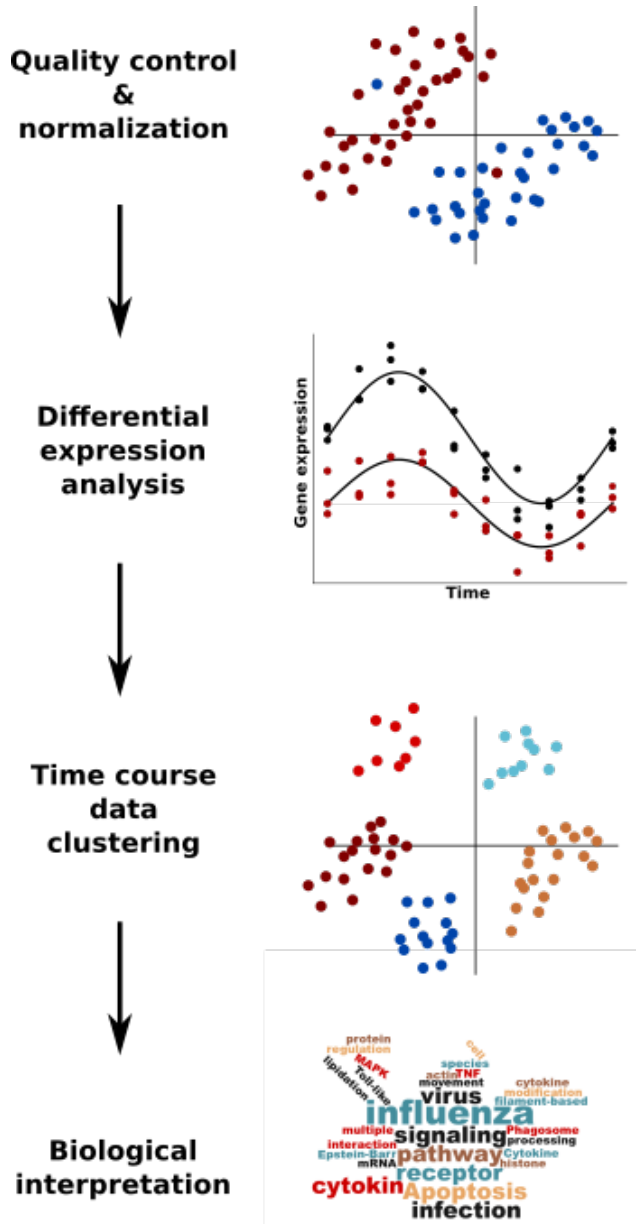 Quality control
&
normalization
Differential
expression
analysis
Gene expression
Time
Time course
data
clustering
Biological
interpretation
protein
regulation
MAPK
Toll-like
lipidation
cell
species
actin TNF
movement
virus
cytokine
modification
filament-based
influenza
multiple
signaling
Phagosome
processing
interaction
Epstein-Barr
pathway
Cytokine
mRNA
histone
receptor
cytokin
Apoptosis
infection